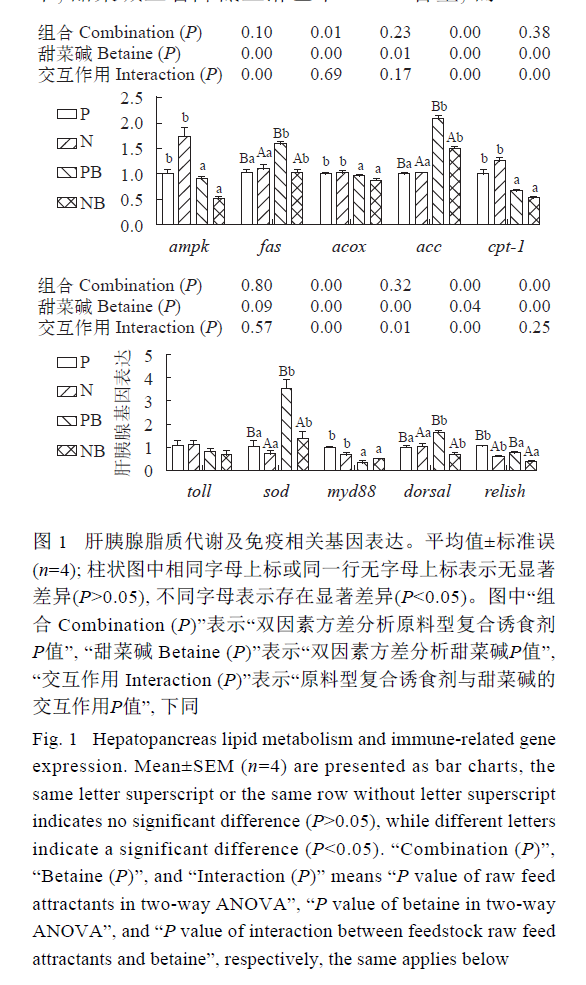 组合 Combination (P) 0.10 0.01 0.23 0.00 0.38
甜菜碱 Betaine (P) 0.00 0.00 0.01 0.00 0.00
交互作用 Interaction (P) 0.00 0.69 0.17 0.00 0.00
P
N
PB
NB
2.5
2.0
1.5
1.0
0.5
0.0
b b a a
Ba Aa Bb Ab
b b a a
Ba Aa Bb Ab
b b a a
ampk fas acox acc cpt-1
组合 Combination (P) 0.80 0.00 0.32 0.00 0.00
甜菜碱 Betaine (P) 0.09 0.00 0.00 0.04 0.00
交互作用 Interaction (P) 0.57 0.00 0.01 0.00 0.25
P
N
PB
NB
肝胰腺基因表达
5
4
3
2
1
0
Ba Aa Bb Ab
b b a a
Ba Aa Bb Ab
Bb Ab Ba Aa
toll sod myd88 dorsal relish
图 1 肝胰腺脂质代谢及免疫相关基因表达。平均值±标准误
(n=4); 柱状图中相同字母上标或同一行无字母上标表示无显著
差异(P>0.05), 不同字母表示存在显著差异(P<0.05)。图中“组
合 Combination (P)”表示“双因素方差分析原料型复合诱食剂
P值”, “甜菜碱 Betaine (P)”表示“双因素方差分析甜菜碱P值”,
“交互作用 Interaction (P)”表示“原料型复合诱食剂与甜菜碱的
交互作用P值”, 下同
Fig. 1 Hepatopancreas lipid metabolism and immune-related gene
expression. Mean±SEM (n=4) are presented as bar charts, the
same letter superscript or the same row without letter superscript
indicates no significant difference (P>0.05), while different letters
indicate a significant difference (P<0.05). “Combination (P)”,
“Betaine (P)”, and “Interaction (P)” means “P value of raw feed
attractants in two-way ANOVA”, “P value of betaine in two-way
ANOVA”, and “P value of interaction between feedstock raw feed
attractants and betaine”, respectively, the same applies below